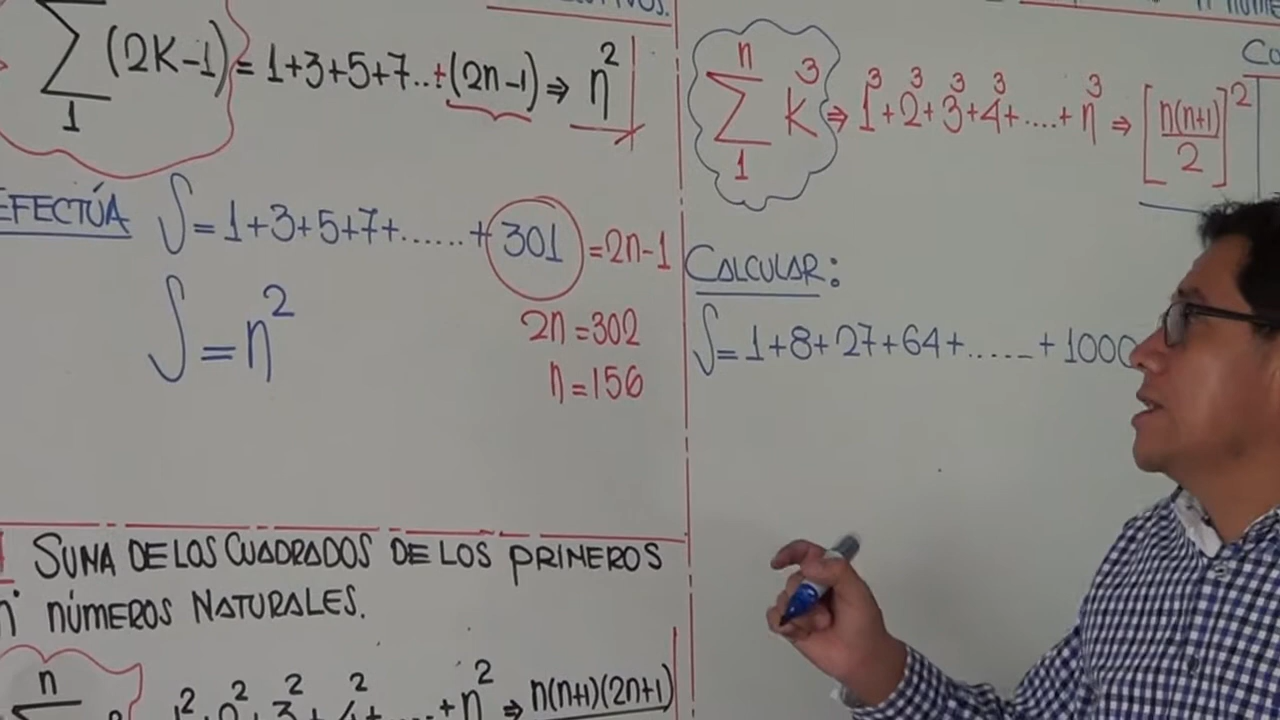 ∑ (2K-1) = 1+3+5+7..+(2n-1) ⇒ n²
1
EFECTÚA S = 1+3+5+7+......+301 = 2n-1
S = n²
2n = 302
n = 156
SUMA DE LOS CUADRADOS DE LOS PRIMEROS
n' NÚMEROS NATURALES.
n
∑ 1²+2²+3²+4²+....+n² ⇒ n(n+1)(2n+1)
n
∑ K³ ⇒ 1³+2³+3³+4³+....+n³ ⇒ [n(n+1)/2]²
1
CALCULAR:
S = 1+8+27+64+......+1000